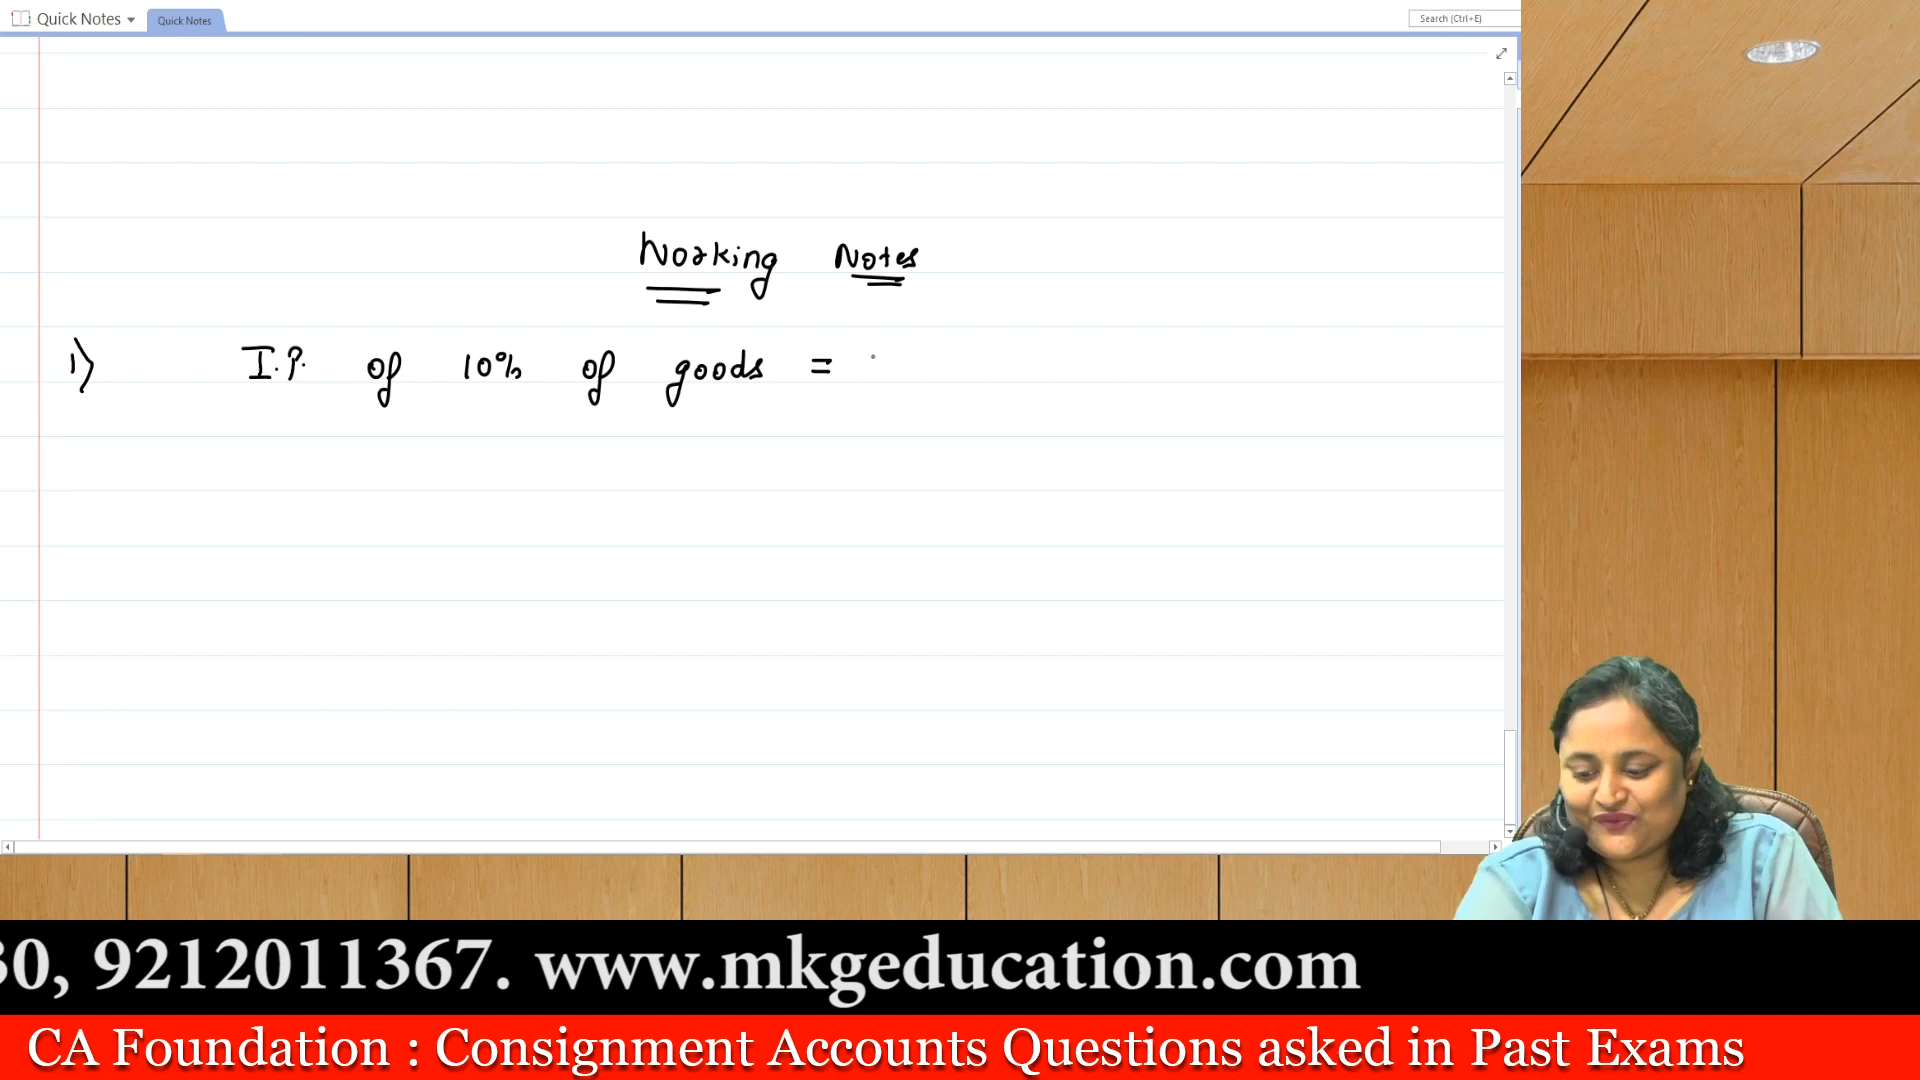 Quick Notes
Quick Notes
Search (Ctrl+E)
Working Notes
1) I.P. of 10% of goods =
30, 9212011367. www.mkgeducation.com
CA Foundation : Consignment Accounts Questions asked in Past Exams